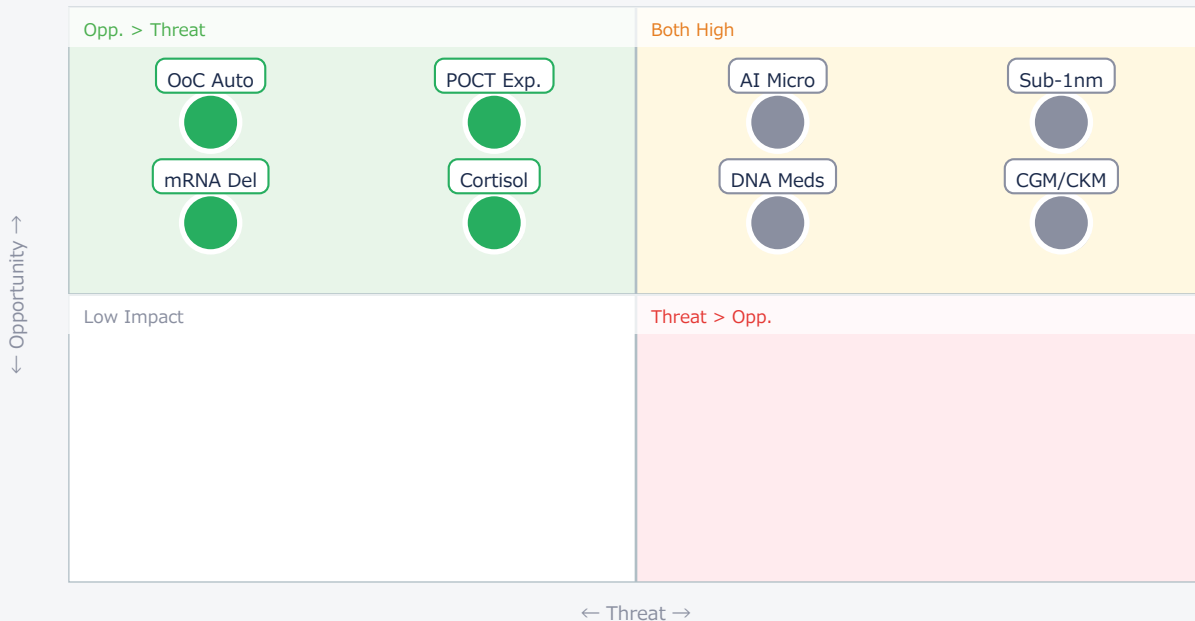 Opp. > Threat
Both High
OoC Auto
POCT Exp.
AI Micro
Sub-1nm
mRNA Del
Cortisol
DNA Meds
CGM/CKM
← Opportunity →
Low Impact
Threat > Opp.
← Threat →